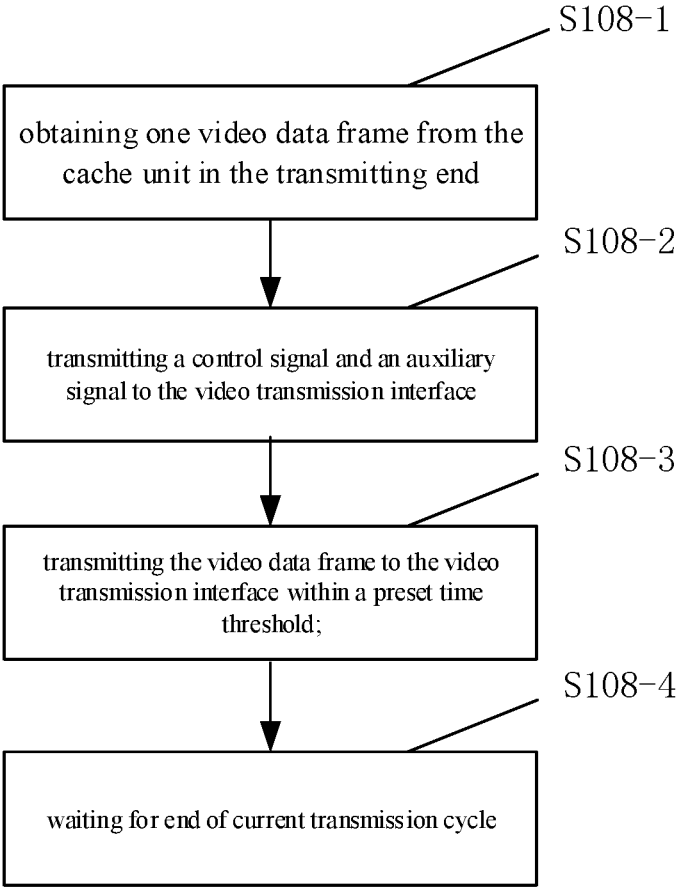 S108-1
obtaining one video data frame from the
cache unit in the transmitting end
S108-2
transmitting a control signal and an auxiliary
signal to the video transmission interface
S108-3
transmitting the video data frame to the video
transmission interface within a preset time
threshold;
S108-4
waiting for end of current transmission cycle